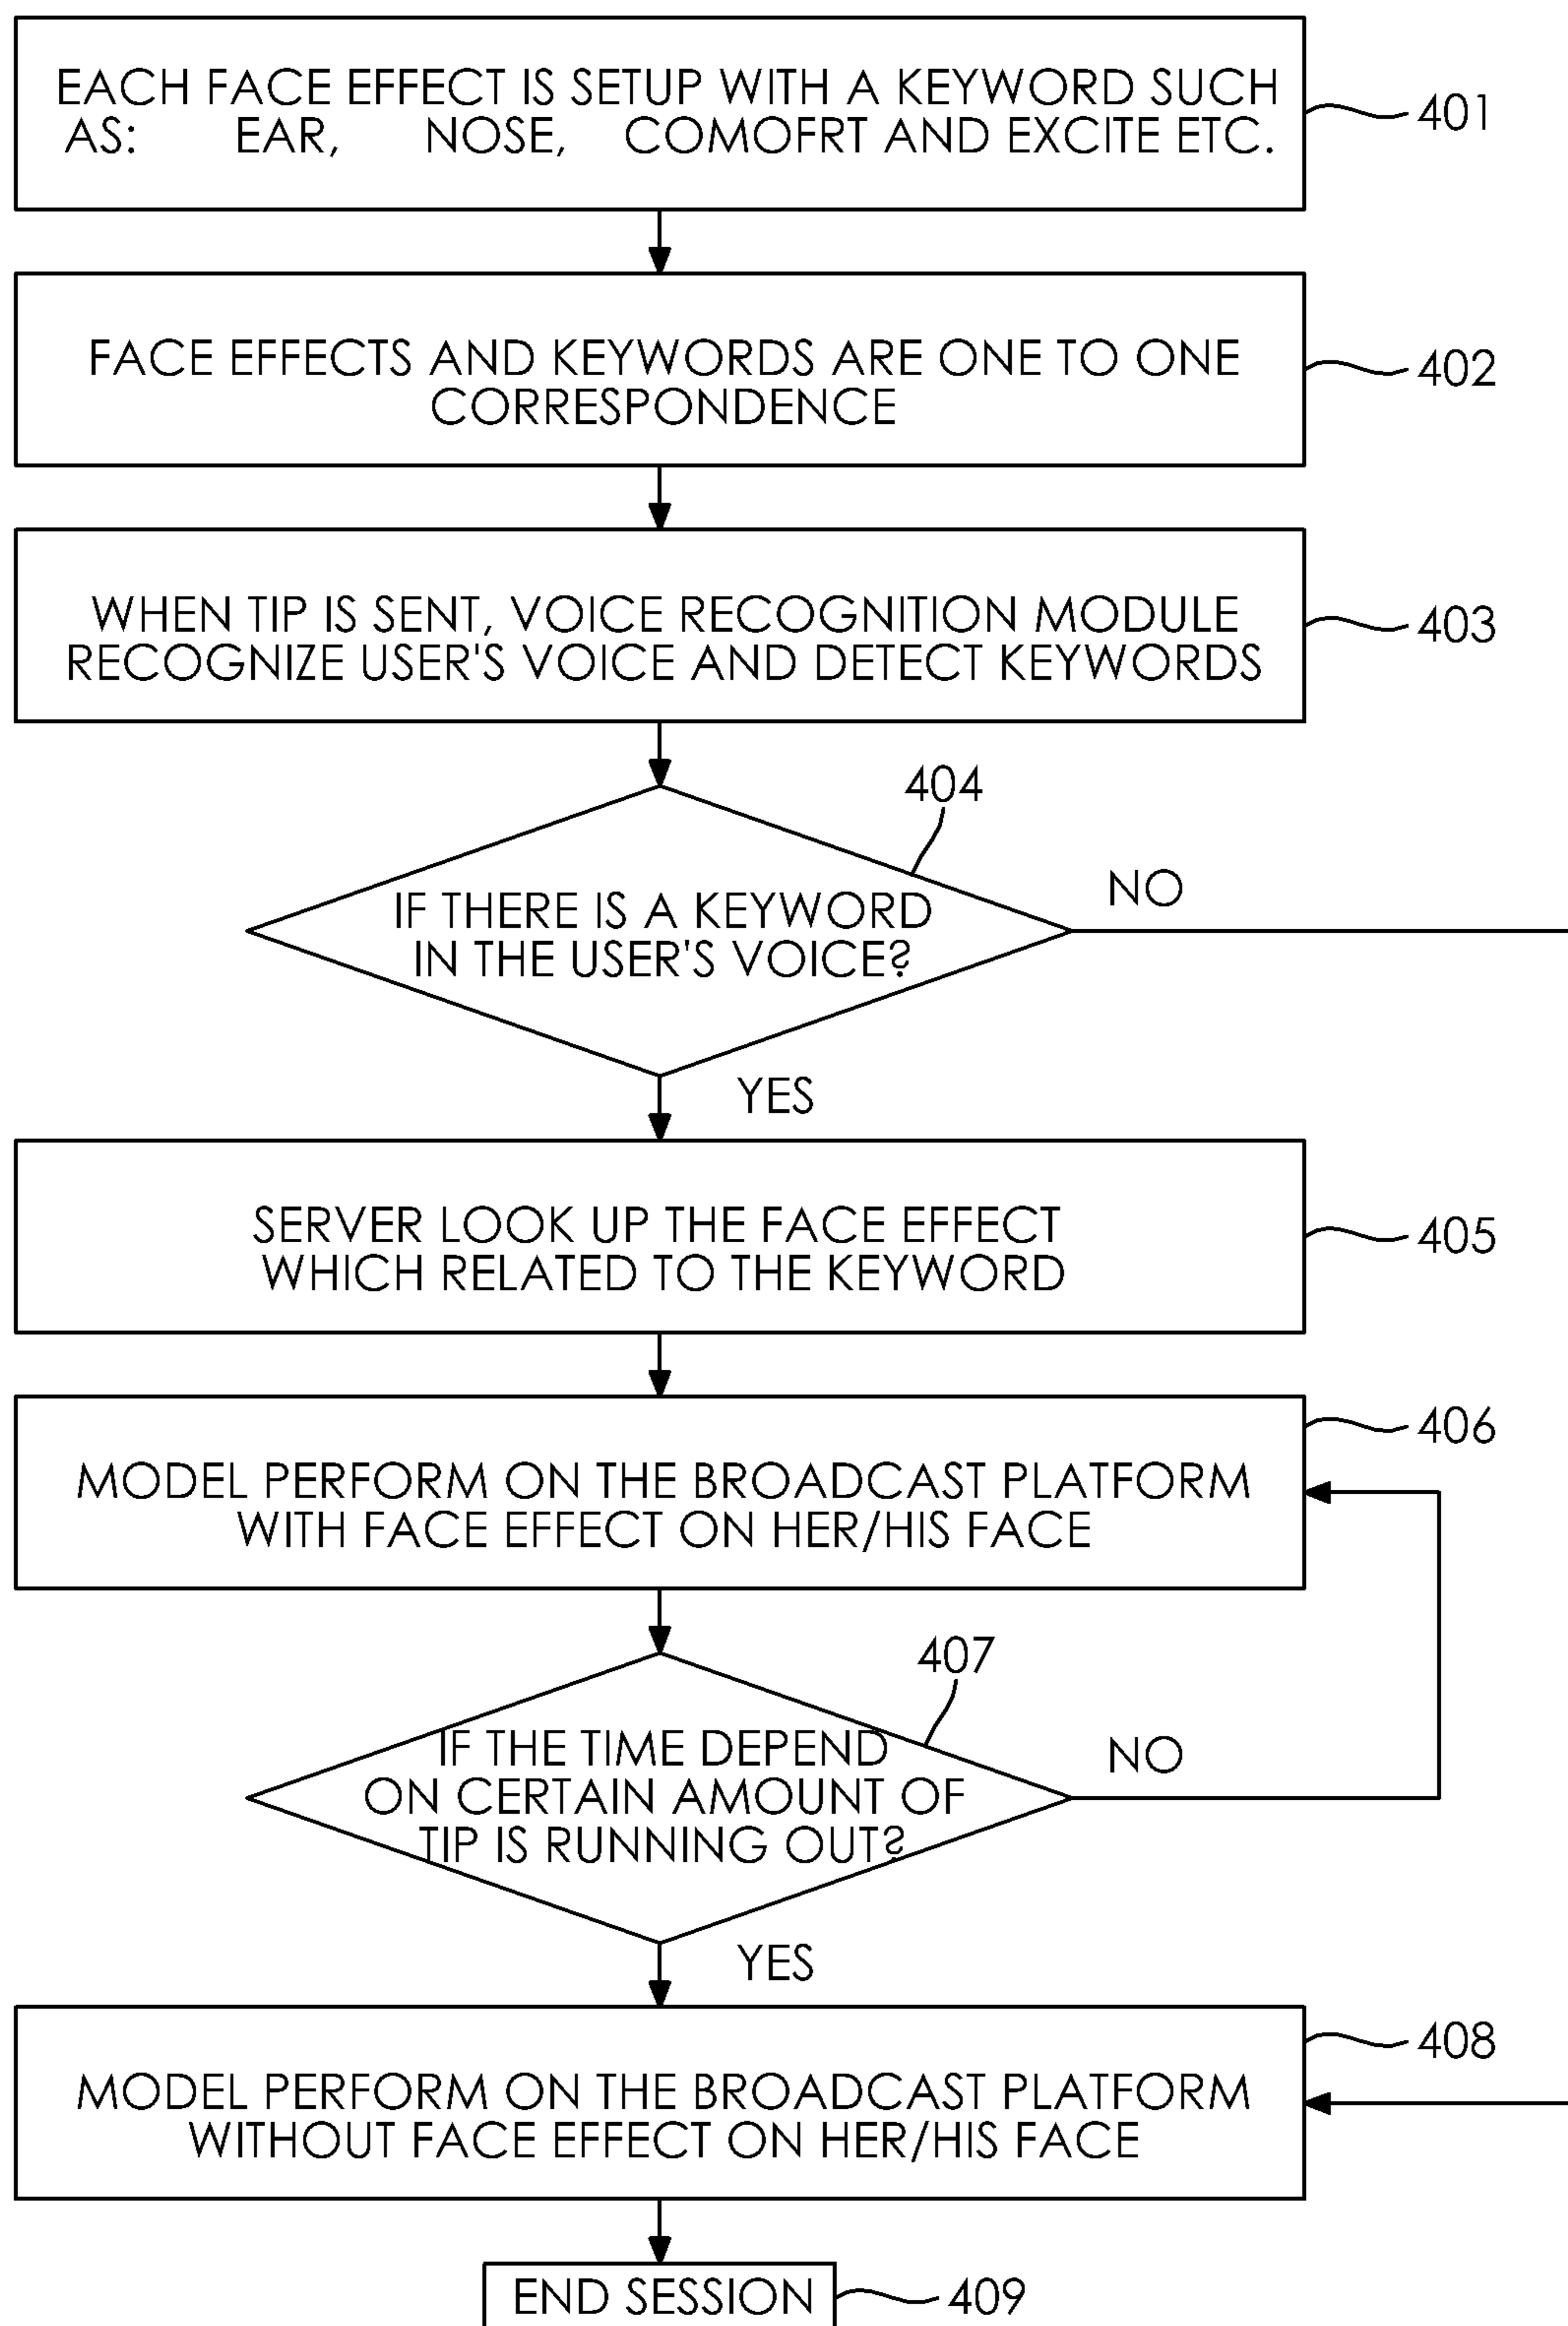 EACH FACE EFFECT IS SETUP WITH A KEYWORD SUCH
AS: EAR, NOSE, COMOFRT AND EXCITE ETC.
401
FACE EFFECTS AND KEYWORDS ARE ONE TO ONE
CORRESPONDENCE
402
WHEN TIP IS SENT, VOICE RECOGNITION MODULE
RECOGNIZE USER'S VOICE AND DETECT KEYWORDS
403
404
IF THERE IS A KEYWORD
IN THE USER'S VOICE?
NO
YES
SERVER LOOK UP THE FACE EFFECT
WHICH RELATED TO THE KEYWORD
405
406
MODEL PERFORM ON THE BROADCAST PLATFORM
WITH FACE EFFECT ON HER/HIS FACE
407
IF THE TIME DEPEND
ON CERTAIN AMOUNT OF
TIP IS RUNNING OUT?
NO
YES
408
MODEL PERFORM ON THE BROADCAST PLATFORM
WITHOUT FACE EFFECT ON HER/HIS FACE
END SESSION
409